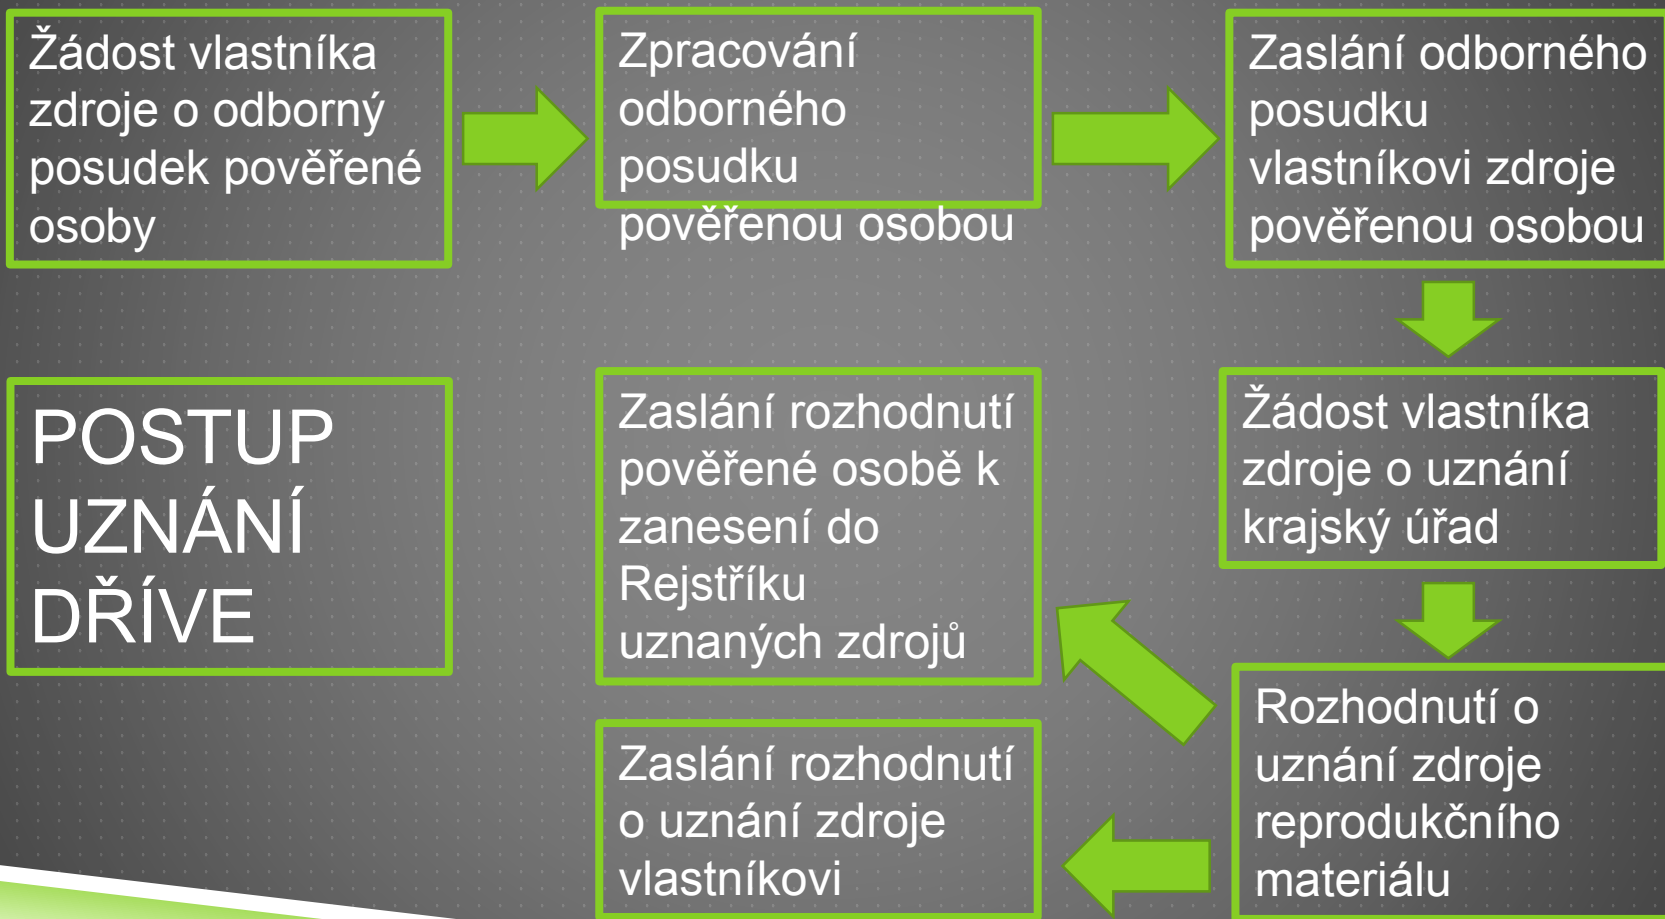 Žádost vlastníka
zdroje o odborný
posudek pověřené
osoby
Zpracování
odborného
posudku
pověřenou osobou
Zaslání odborného
posudku
vlastníkovi zdroje
pověřenou osobou
Žádost vlastníka
zdroje o uznání
krajský úřad
Rozhodnutí o
uznání zdroje
reprodukčního
materiálu
Zaslání rozhodnutí
pověřené osobě k
zanesení do
Rejstříku
uznaných zdrojů
Zaslání rozhodnutí
o uznání zdroje
vlastníkovi
POSTUP
UZNÁNÍ
DŘÍVE